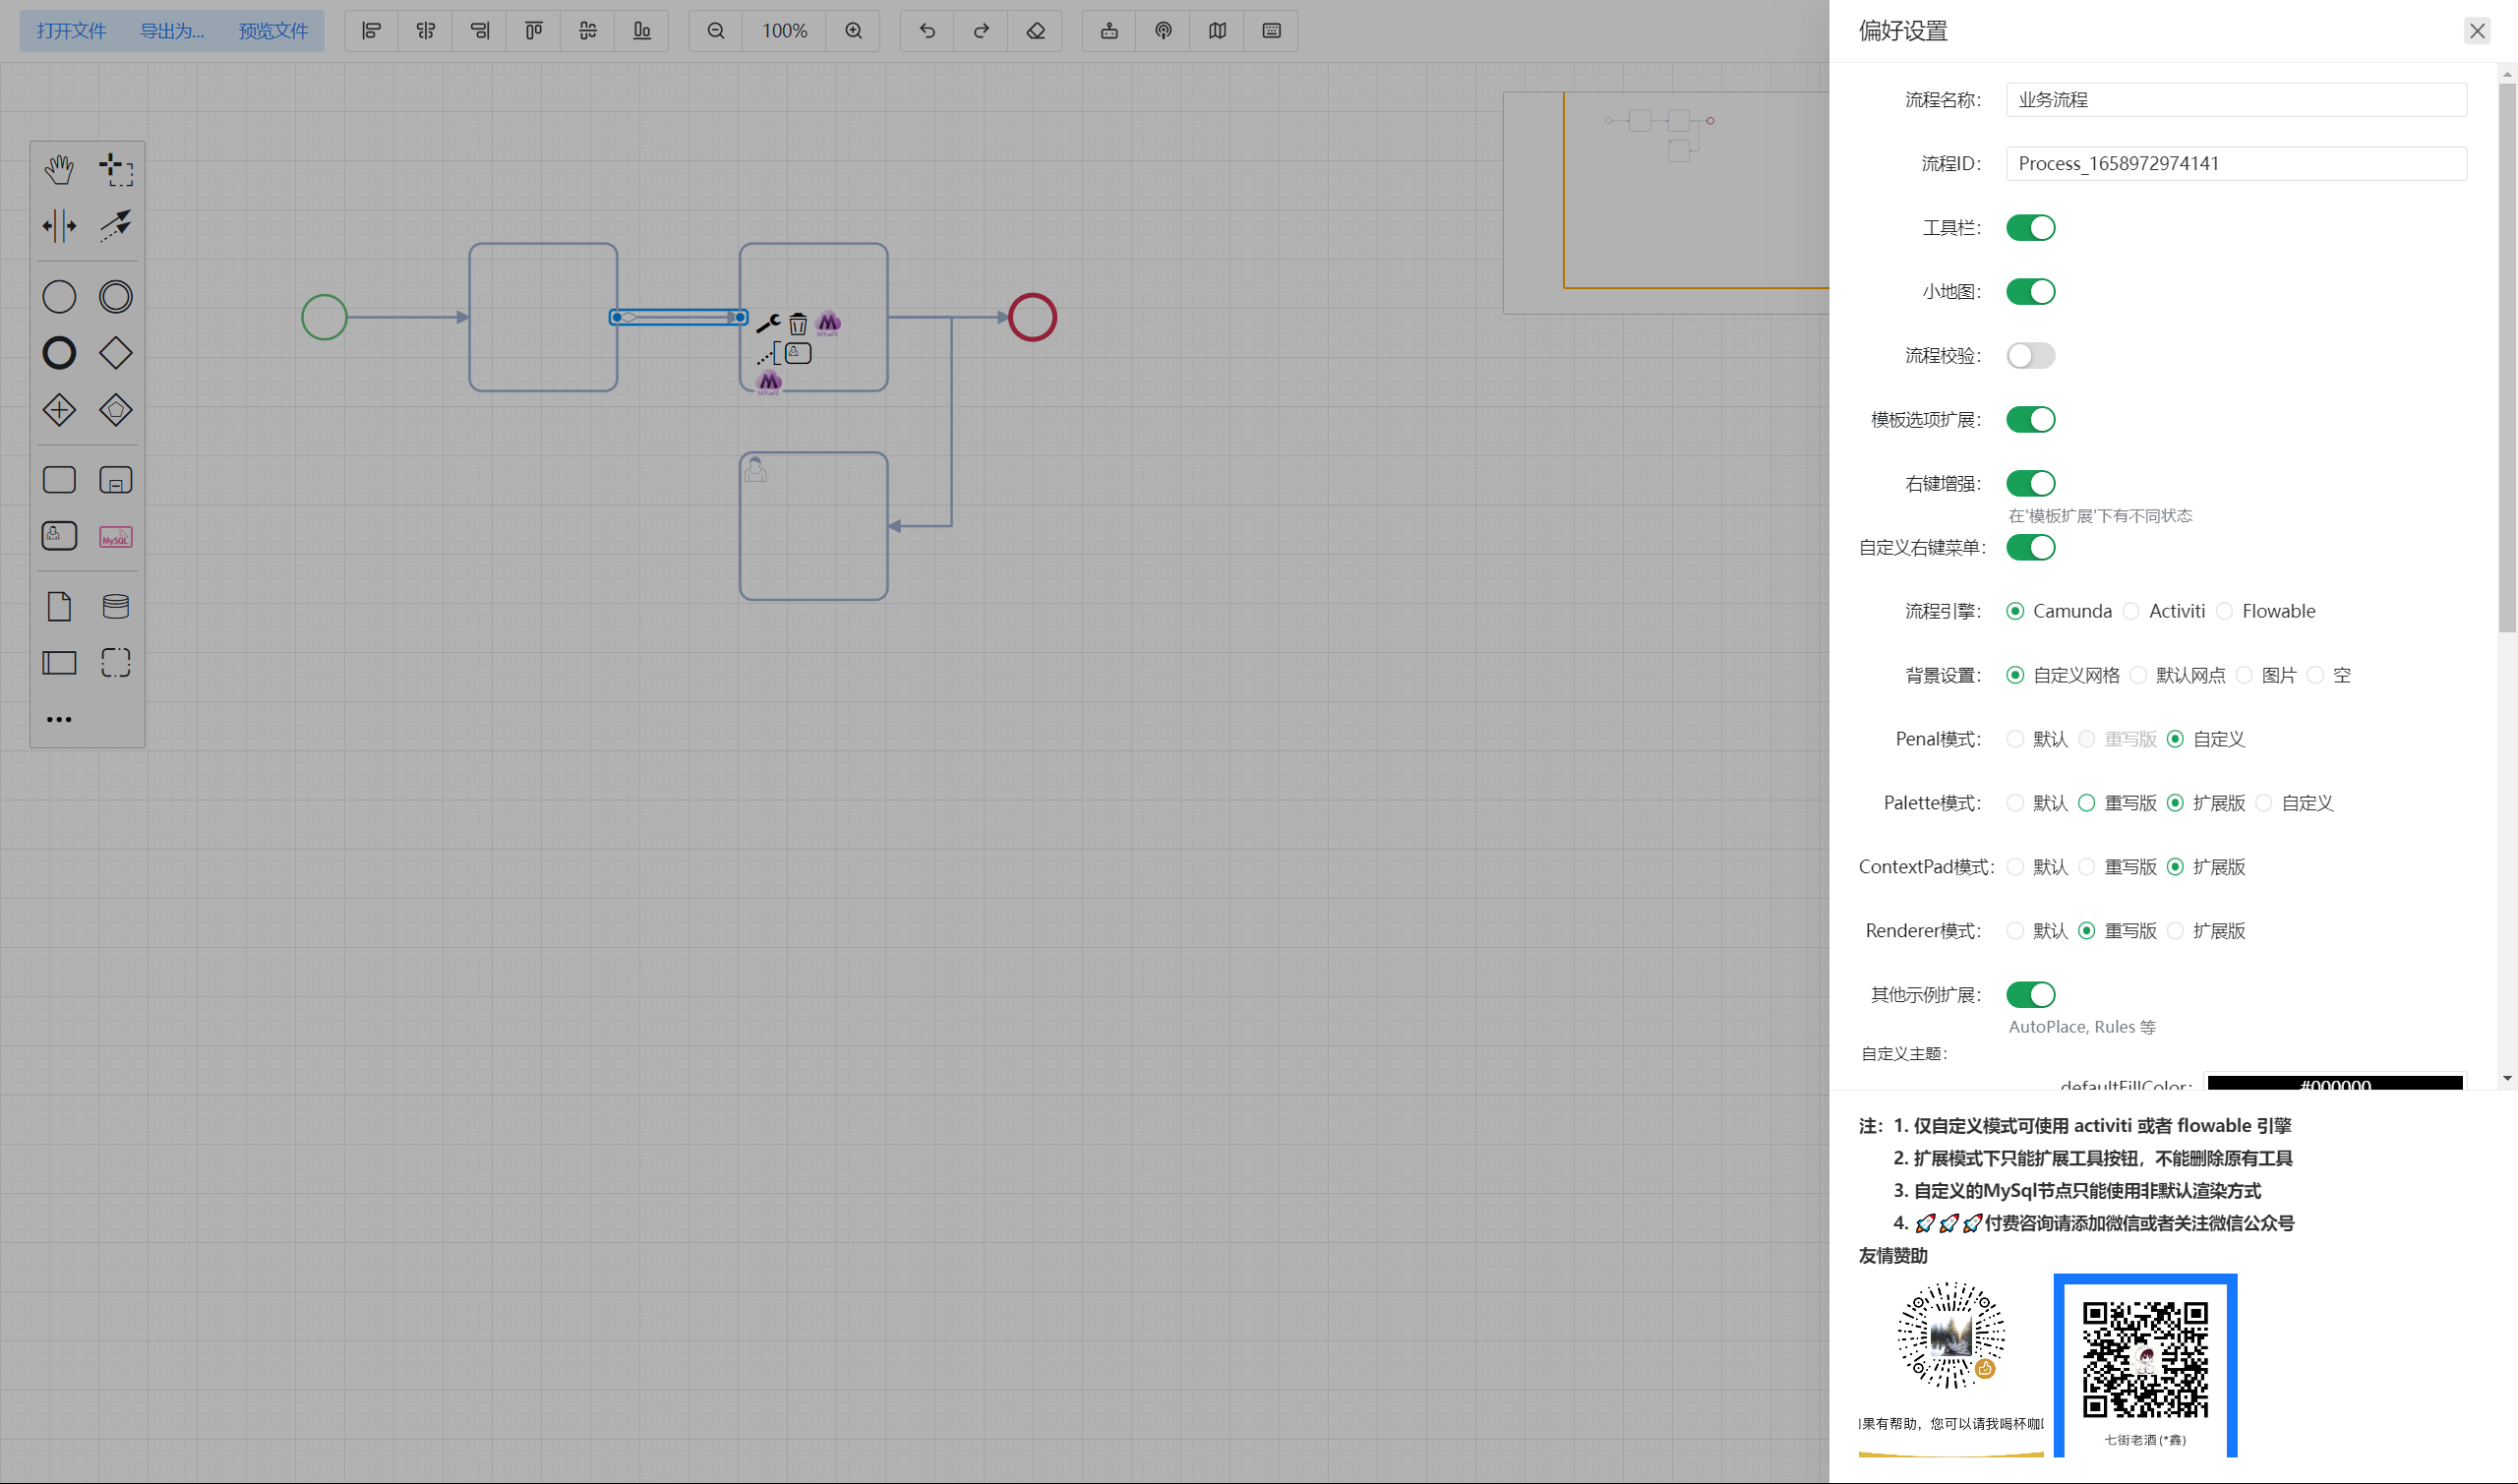 打开文件 导出为... 预览文件 100%
偏好设置
流程名称: 业务流程
流程ID: Process_1658972974141
工具栏:
小地图:
流程校验:
模板选项扩展:
右键增强:
在'模板扩展'下有不同状态
自定义右键菜单:
流程引擎: Camunda Activiti Flowable
背景设置: 自定义网格 默认网点 图片 空
Penal模式: 默认 重写版 自定义
Palette模式: 默认 重写版 扩展版 自定义
ContextPad模式: 默认 重写版 扩展版
Renderer模式: 默认 重写版 扩展版
其他示例扩展:
AutoPlace, Rules 等
自定义主题:
defaultFillColor: #000000
注: 1. 仅自定义模式可使用 activiti 或者 flowable 引擎
2. 扩展模式下只能扩展工具按钮，不能删除原有工具
3. 自定义的MySql节点只能使用非默认渲染方式
4. 🚀🚀🚀付费咨询请添加微信或者关注微信公众号
友情赞助
果有帮助，您可以请我喝杯咖
七街老酒(*鑫)
MySQL